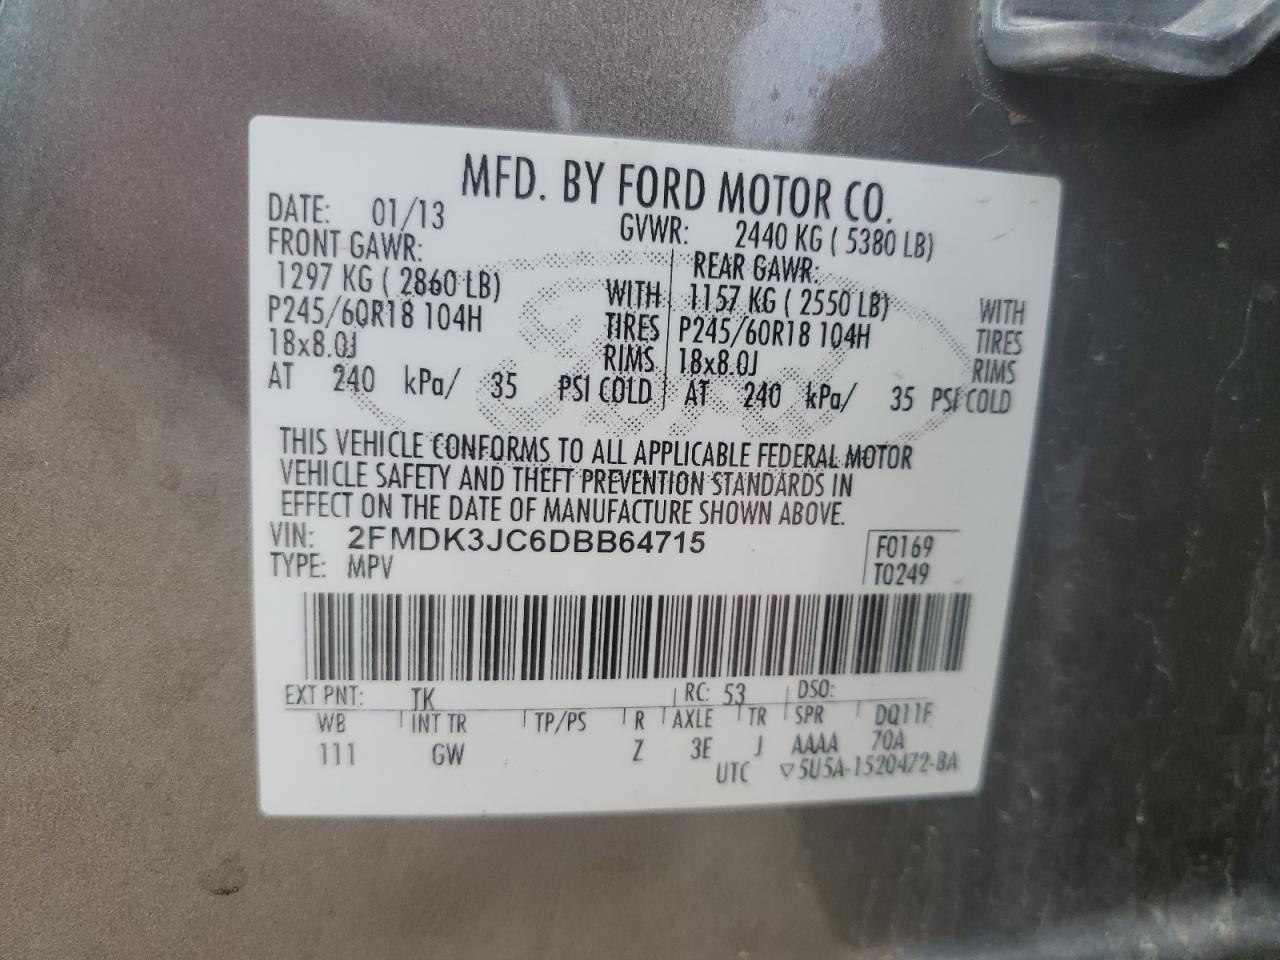 MFD. BY FORD MOTOR CO.
DATE: 01/13 GVWR: 2440 KG ( 5380 LB)
FRONT GAWR: REAR GAWR:
1297 KG ( 2860 LB) WITH 1157 KG ( 2550 LB) WITH
P245/60R18 104H TIRES P245/60R18 104H TIRES
18x8.0J RIMS 18x8.0J RIMS
AT 240 kPa/ 35 PSI COLD AT 240 kPa/ 35 PSI COLD
THIS VEHICLE CONFORMS TO ALL APPLICABLE FEDERAL MOTOR
VEHICLE SAFETY AND THEFT PREVENTION STANDARDS IN
EFFECT ON THE DATE OF MANUFACTURE SHOWN ABOVE.
VIN: 2FMDK3JC6DBB64715 F0169
TYPE: MPV T0249
EXT PNT: TK RC: 53 DSO:
WB INT TR TP/PS R AXLE TR SPR DQ11F
111 GW Z 3E J AAAA 70A
UTC ▽5U5A-1520472-BA